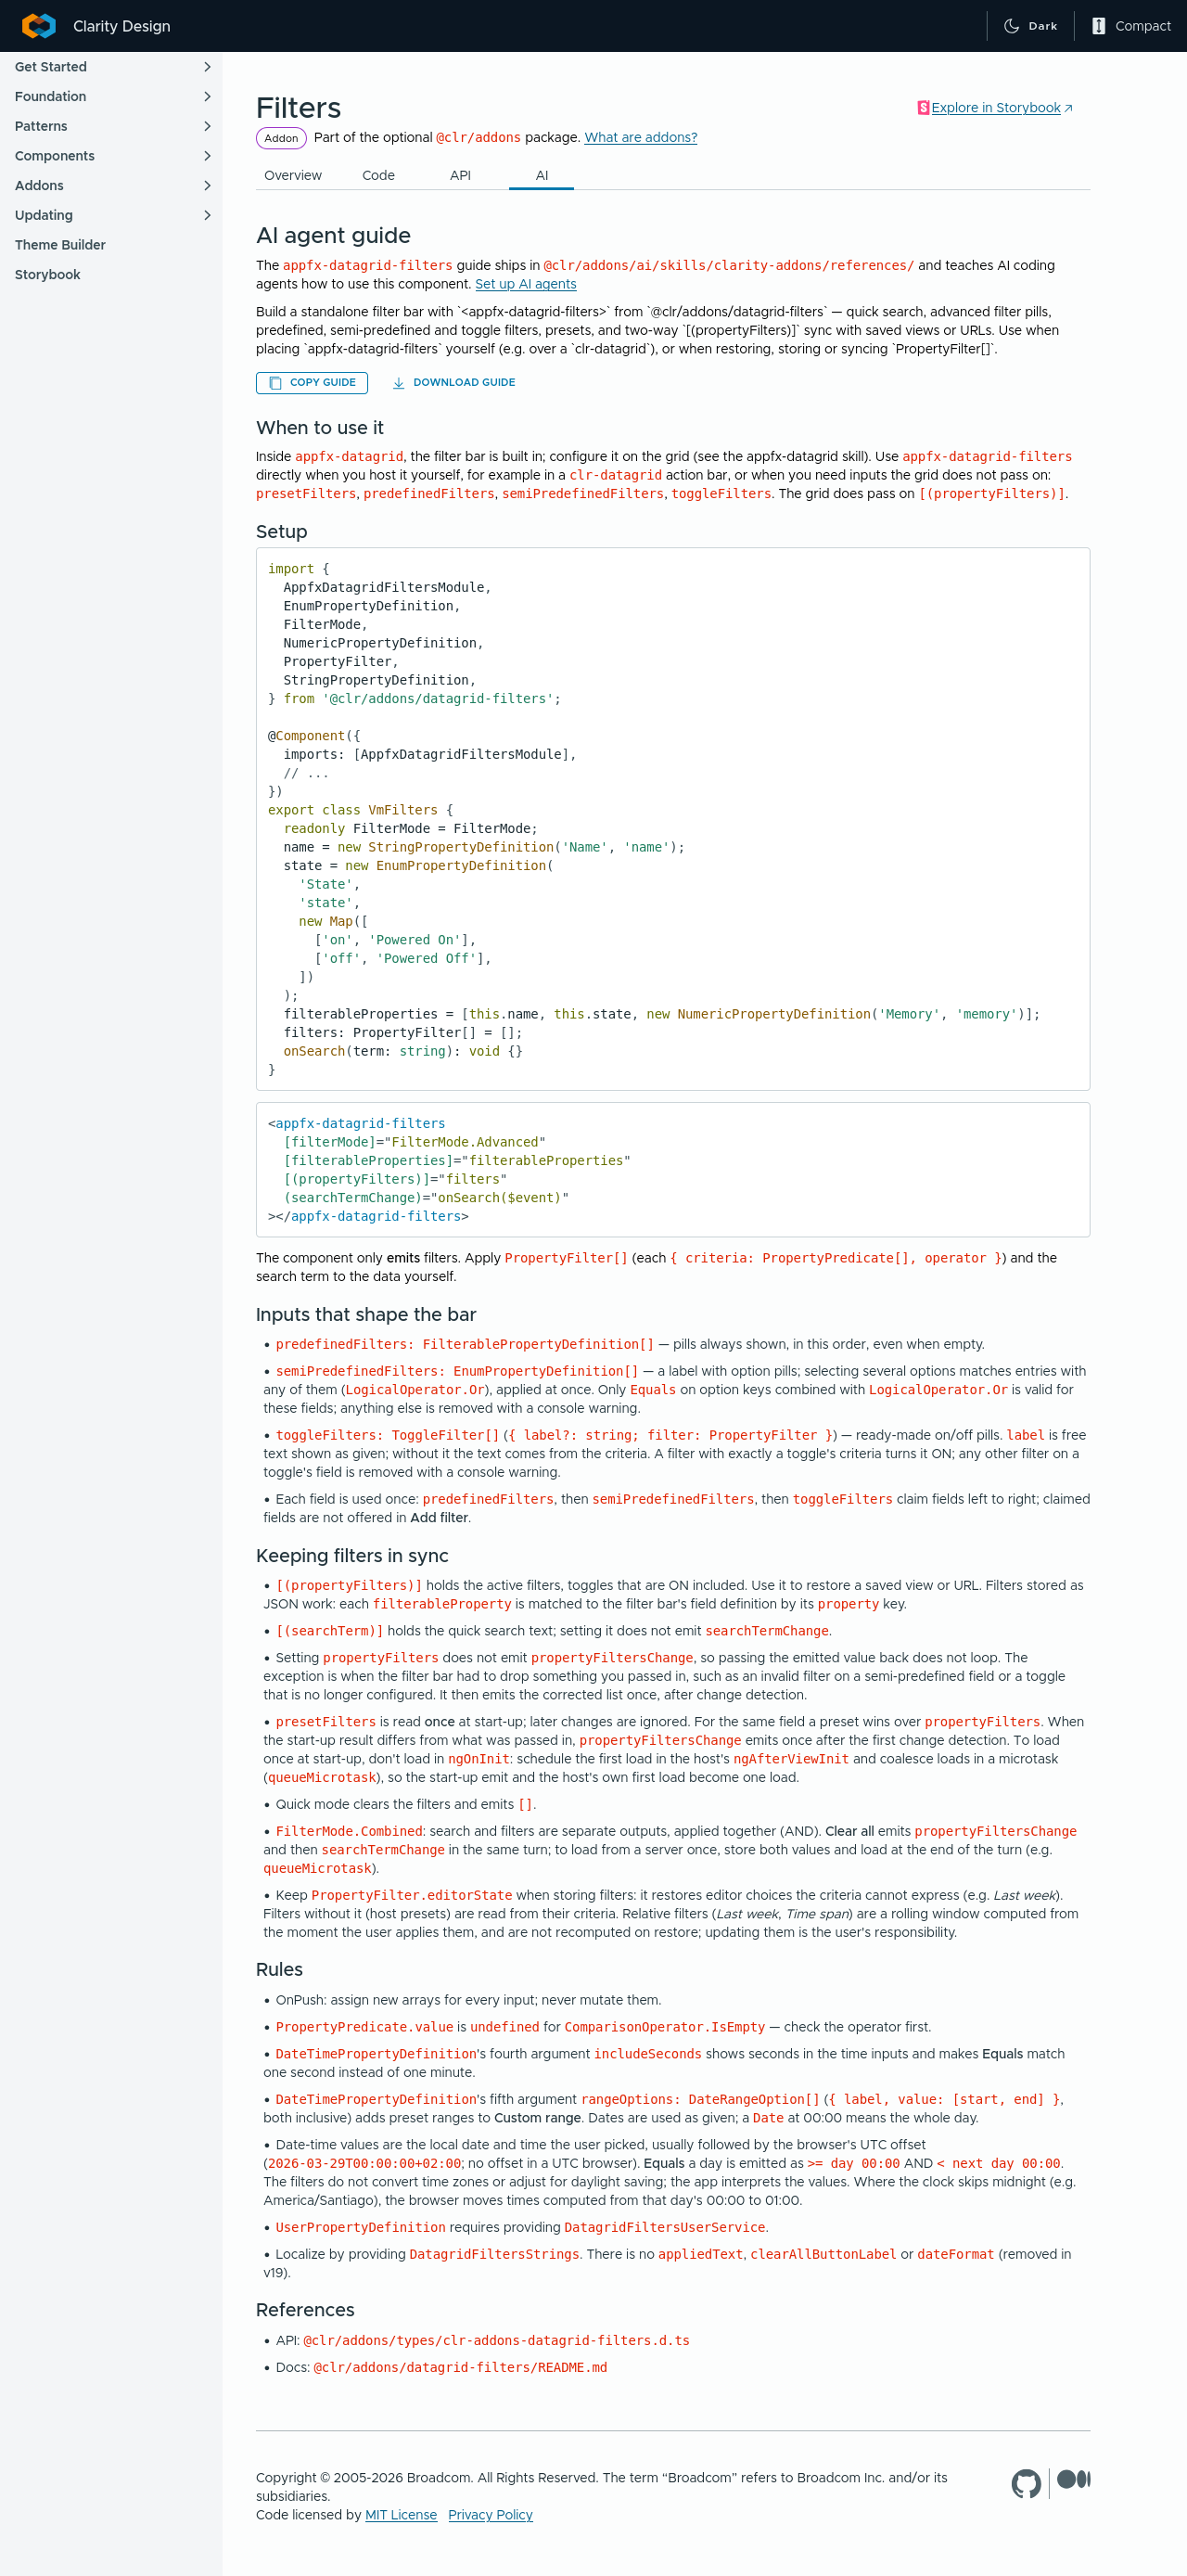 Clarity Design
Dark
Compact
Get Started
Foundation
Patterns
Components
Addons
Updating
Theme Builder
Storybook
Filters
Explore in Storybook
Addon Part of the optional @clr/addons package. What are addons?
Overview Code API AI
AI agent guide
The appfx-datagrid-filters guide ships in @clr/addons/ai/skills/clarity-addons/references/ and teaches AI coding
agents how to use this component. Set up AI agents
Build a standalone filter bar with `<appfx-datagrid-filters>` from `@clr/addons/datagrid-filters` — quick search, advanced filter pills,
predefined, semi-predefined and toggle filters, presets, and two-way `[(propertyFilters)]` sync with saved views or URLs. Use when
placing `appfx-datagrid-filters` yourself (e.g. over a `clr-datagrid`), or when restoring, storing or syncing `PropertyFilter[]`.
COPY GUIDE DOWNLOAD GUIDE
When to use it
Inside appfx-datagrid, the filter bar is built in; configure it on the grid (see the appfx-datagrid skill). Use appfx-datagrid-filters
directly when you host it yourself, for example in a clr-datagrid action bar, or when you need inputs the grid does not pass on:
presetFilters, predefinedFilters, semiPredefinedFilters, toggleFilters. The grid does pass on [(propertyFilters)].
Setup
import {
  AppfxDatagridFiltersModule,
  EnumPropertyDefinition,
  FilterMode,
  NumericPropertyDefinition,
  PropertyFilter,
  StringPropertyDefinition,
} from '@clr/addons/datagrid-filters';
@Component({
  imports: [AppfxDatagridFiltersModule],
  // ...
})
export class VmFilters {
  readonly FilterMode = FilterMode;
  name = new StringPropertyDefinition('Name', 'name');
  state = new EnumPropertyDefinition(
    'State',
    'state',
    new Map([
      ['on', 'Powered On'],
      ['off', 'Powered Off'],
    ])
  );
  filterableProperties = [this.name, this.state, new NumericPropertyDefinition('Memory', 'memory')];
  filters: PropertyFilter[] = [];
  onSearch(term: string): void {}
}
<appfx-datagrid-filters
  [filterMode]="FilterMode.Advanced"
  [filterableProperties]="filterableProperties"
  [(propertyFilters)]="filters"
  (searchTermChange)="onSearch($event)"
></appfx-datagrid-filters>
The component only emits filters. Apply PropertyFilter[] (each { criteria: PropertyPredicate[], operator }) and the
search term to the data yourself.
Inputs that shape the bar
• predefinedFilters: FilterablePropertyDefinition[] — pills always shown, in this order, even when empty.
• semiPredefinedFilters: EnumPropertyDefinition[] — a label with option pills; selecting several options matches entries with
any of them (LogicalOperator.Or), applied at once. Only Equals on option keys combined with LogicalOperator.Or is valid for
these fields; anything else is removed with a console warning.
• toggleFilters: ToggleFilter[] ({ label?: string; filter: PropertyFilter }) — ready-made on/off pills. label is free
text shown as given; without it the text comes from the criteria. A filter with exactly a toggle's criteria turns it ON; any other filter on a
toggle's field is removed with a console warning.
• Each field is used once: predefinedFilters, then semiPredefinedFilters, then toggleFilters claim fields left to right; claimed
fields are not offered in Add filter.
Keeping filters in sync
• [(propertyFilters)] holds the active filters, toggles that are ON included. Use it to restore a saved view or URL. Filters stored as
JSON work: each filterableProperty is matched to the filter bar's field definition by its property key.
• [(searchTerm)] holds the quick search text; setting it does not emit searchTermChange.
• Setting propertyFilters does not emit propertyFiltersChange, so passing the emitted value back does not loop. The
exception is when the filter bar had to drop something you passed in, such as an invalid filter on a semi-predefined field or a toggle
that is no longer configured. It then emits the corrected list once, after change detection.
• presetFilters is read once at start-up; later changes are ignored. For the same field a preset wins over propertyFilters. When
the start-up result differs from what was passed in, propertyFiltersChange emits once after the first change detection. To load
once at start-up, don't load in ngOnInit: schedule the first load in the host's ngAfterViewInit and coalesce loads in a microtask
(queueMicrotask), so the start-up emit and the host's own first load become one load.
• Quick mode clears the filters and emits [].
• FilterMode.Combined: search and filters are separate outputs, applied together (AND). Clear all emits propertyFiltersChange
and then searchTermChange in the same turn; to load from a server once, store both values and load at the end of the turn (e.g.
queueMicrotask).
• Keep PropertyFilter.editorState when storing filters: it restores editor choices the criteria cannot express (e.g. Last week).
Filters without it (host presets) are read from their criteria. Relative filters (Last week, Time span) are a rolling window computed from
the moment the user applies them, and are not recomputed on restore; updating them is the user's responsibility.
Rules
• OnPush: assign new arrays for every input; never mutate them.
• PropertyPredicate.value is undefined for ComparisonOperator.IsEmpty — check the operator first.
• DateTimePropertyDefinition's fourth argument includeSeconds shows seconds in the time inputs and makes Equals match
one second instead of one minute.
• DateTimePropertyDefinition's fifth argument rangeOptions: DateRangeOption[] ({ label, value: [start, end] },
both inclusive) adds preset ranges to Custom range. Dates are used as given; a Date at 00:00 means the whole day.
• Date-time values are the local date and time the user picked, usually followed by the browser's UTC offset
(2026-03-29T00:00:00+02:00; no offset in a UTC browser). Equals a day is emitted as >= day 00:00 AND < next day 00:00.
The filters do not convert time zones or adjust for daylight saving; the app interprets the values. Where the clock skips midnight (e.g.
America/Santiago), the browser moves times computed from that day's 00:00 to 01:00.
• UserPropertyDefinition requires providing DatagridFiltersUserService.
• Localize by providing DatagridFiltersStrings. There is no appliedText, clearAllButtonLabel or dateFormat (removed in
v19).
References
• API: @clr/addons/types/clr-addons-datagrid-filters.d.ts
• Docs: @clr/addons/datagrid-filters/README.md
Copyright © 2005-2026 Broadcom. All Rights Reserved. The term “Broadcom” refers to Broadcom Inc. and/or its
subsidiaries.
Code licensed by MIT License Privacy Policy